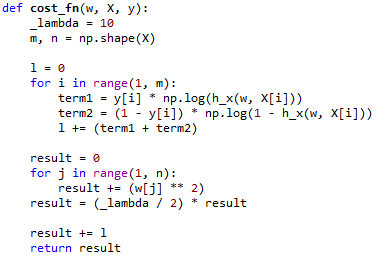 def cost_fn(w, X, y):
    _lambda = 10
    m, n = np.shape(X)

    l = 0
    for i in range(1, m):
        term1 = y[i] * np.log(h_x(w, X[i]))
        term2 = (1 - y[i]) * np.log(1 - h_x(w, X[i]))
        l += (term1 + term2)

    result = 0
    for j in range(1, n):
        result += (w[j] ** 2)
    result = (_lambda / 2) * result

    result += l
    return result